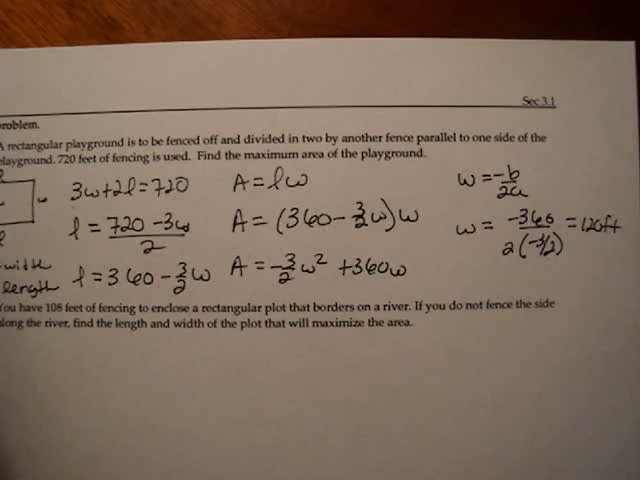 Sec 3.1
problem.
A rectangular playground is to be fenced off and divided in two by another fence parallel to one side of the
playground. 720 feet of fencing is used. Find the maximum area of the playground.
l
w
l
width
length
3w+2l=720
l = 720-3w/2
l = 360 - 3/2 w
A = lw
A = (360 - 3/2 w) w
A = -3/2 w² + 360w
w = -b/2a
w = -360/2(-3/2) = 120ft
You have 108 feet of fencing to enclose a rectangular plot that borders on a river. If you do not fence the side
along the river, find the length and width of the plot that will maximize the area.